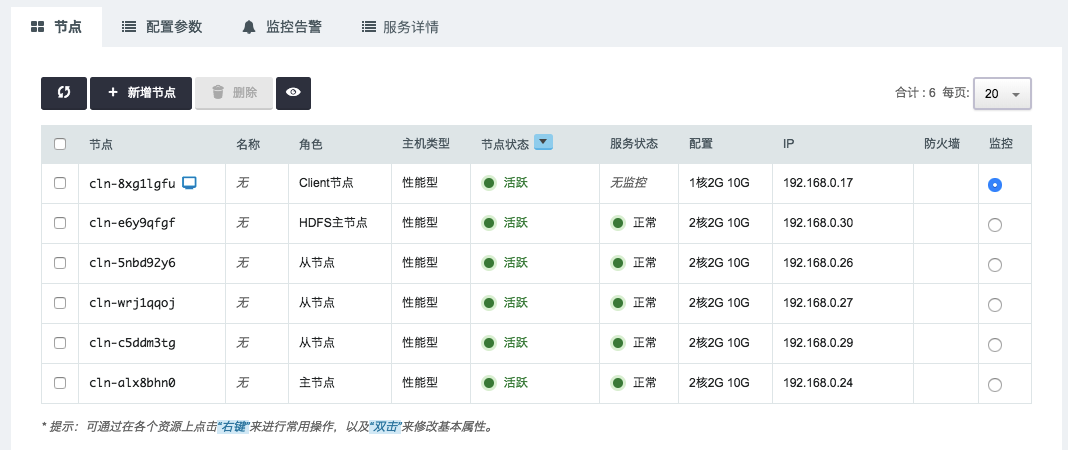 节点 配置参数 监控告警 服务详情
+ 新增节点 删除 合计 : 6 每页: 20
节点 名称 角色 主机类型 节点状态 服务状态 配置 IP 防火墙 监控
cln-8xg1lgfu 无 Client节点 性能型 活跃 无监控 1核2G 10G 192.168.0.17
cln-e6y9qfgf 无 HDFS主节点 性能型 活跃 正常 2核2G 10G 192.168.0.30
cln-5nbd92y6 无 从节点 性能型 活跃 正常 2核2G 10G 192.168.0.26
cln-wrj1qqoj 无 从节点 性能型 活跃 正常 2核2G 10G 192.168.0.27
cln-c5ddm3tg 无 从节点 性能型 活跃 正常 2核2G 10G 192.168.0.29
cln-alx8bhn0 无 主节点 性能型 活跃 正常 2核2G 10G 192.168.0.24
* 提示：可通过在各个资源上点击“右键”来进行常用操作，以及“双击”来修改基本属性。